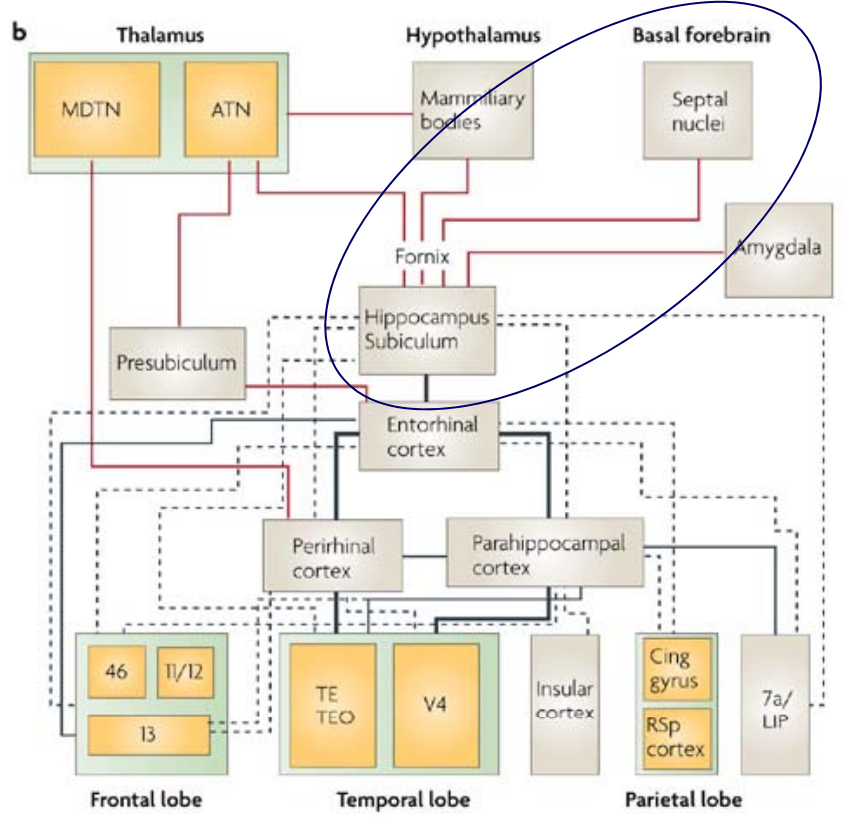 b
Thalamus
Hypothalamus
Basal forebrain
MDTN
ATN
Mammiliary
bodies
Septal
nuclei
Fornix
Amygdala
Hippocampus
Subiculum
Presubiculum
Entorhinal
cortex
Perirhinal
cortex
Parahippocampal
cortex
46
11/12
13
TE
TEO
V4
Insular
cortex
Cing
gyrus
RSp
cortex
7a/
LIP
Frontal lobe
Temporal lobe
Parietal lobe